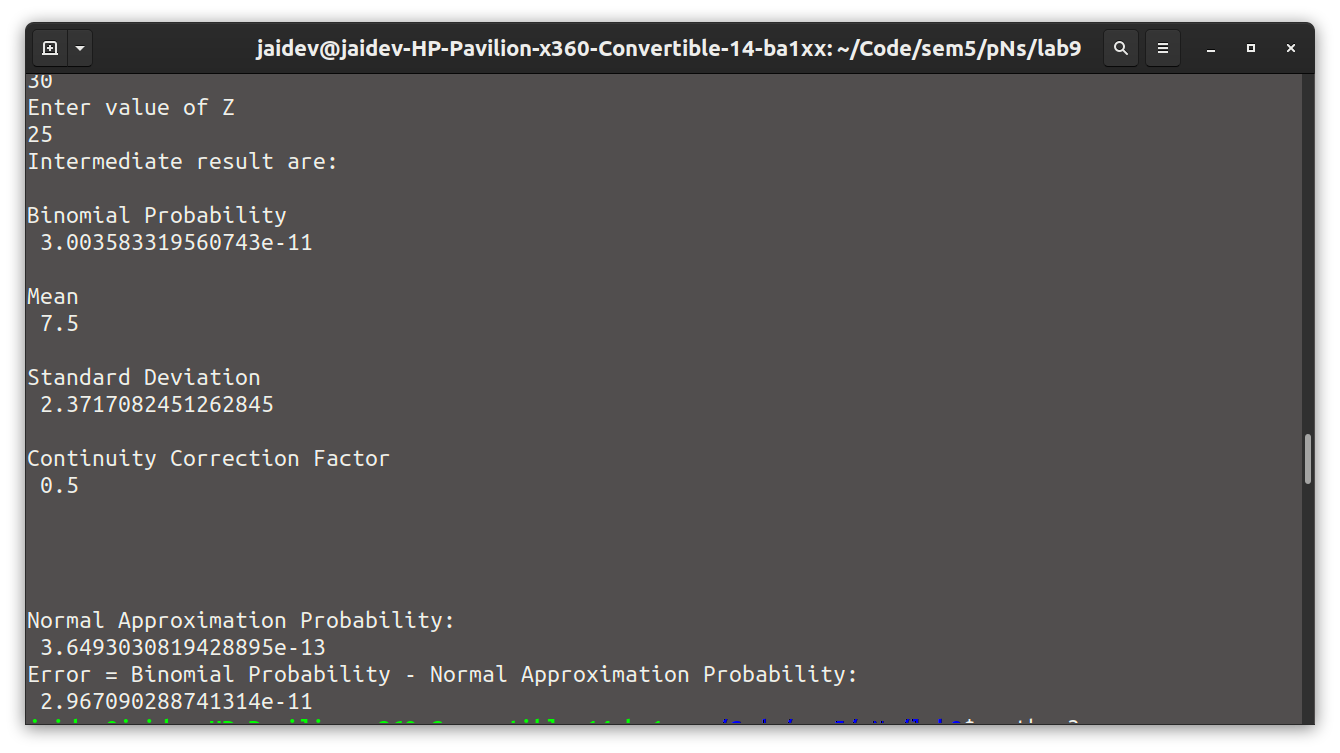 jaidev@jaidev-HP-Pavilion-x360-Convertible-14-ba1xx: ~/Code/sem5/pNs/lab9
30
Enter value of Z
25
Intermediate result are:
Binomial Probability
3.003583319560743e-11
Mean
7.5
Standard Deviation
2.3717082451262845
Continuity Correction Factor
0.5
Normal Approximation Probability:
3.6493030819428895e-13
Error = Binomial Probability - Normal Approximation Probability:
2.967090288741314e-11